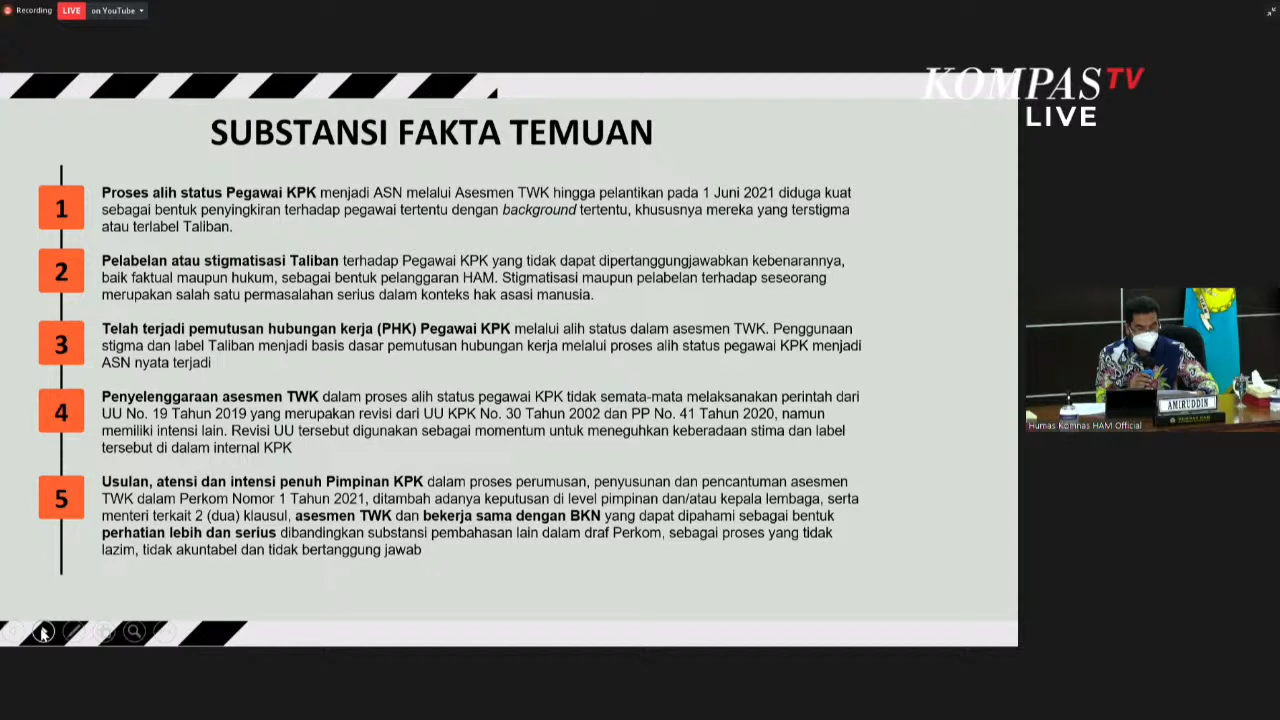 Recording
LIVE on YouTube
KOMPAS TV
LIVE
SUBSTANSI FAKTA TEMUAN
1
Proses alih status Pegawai KPK menjadi ASN melalui Asesmen TWK hingga pelantikan pada 1 Juni 2021 diduga kuat
sebagai bentuk penyingkiran terhadap pegawai tertentu dengan background tertentu, khususnya mereka yang terstigma
atau terlabel Taliban.
2
Pelabelan atau stigmatisasi Taliban terhadap Pegawai KPK yang tidak dapat dipertanggungjawabkan kebenarannya,
baik faktual maupun hukum, sebagai bentuk pelanggaran HAM. Stigmatisasi maupun pelabelan terhadap seseorang
merupakan salah satu permasalahan serius dalam konteks hak asasi manusia.
3
Telah terjadi pemutusan hubungan kerja (PHK) Pegawai KPK melalui alih status dalam asesmen TWK. Penggunaan
stigma dan label Taliban menjadi basis dasar pemutusan hubungan kerja melalui proses alih status pegawai KPK menjadi
ASN nyata terjadi
4
Penyelenggaraan asesmen TWK dalam proses alih status pegawai KPK tidak semata-mata melaksanakan perintah dari
UU No. 19 Tahun 2019 yang merupakan revisi dari UU KPK No. 30 Tahun 2002 dan PP No. 41 Tahun 2020, namun
memiliki intensi lain. Revisi UU tersebut digunakan sebagai momentum untuk meneguhkan keberadaan stima dan label
tersebut di dalam internal KPK
5
Usulan, atensi dan intensi penuh Pimpinan KPK dalam proses perumusan, penyusunan dan pencantuman asesmen
TWK dalam Perkom Nomor 1 Tahun 2021, ditambah adanya keputusan di level pimpinan dan/atau kepala lembaga, serta
menteri terkait 2 (dua) klausul, asesmen TWK dan bekerja sama dengan BKN yang dapat dipahami sebagai bentuk
perhatian lebih dan serius dibandingkan substansi pembahasan lain dalam draf Perkom, sebagai proses yang tidak
lazim, tidak akuntabel dan tidak bertanggung jawab
AMIRUDDIN
Humas Komnas HAM Official